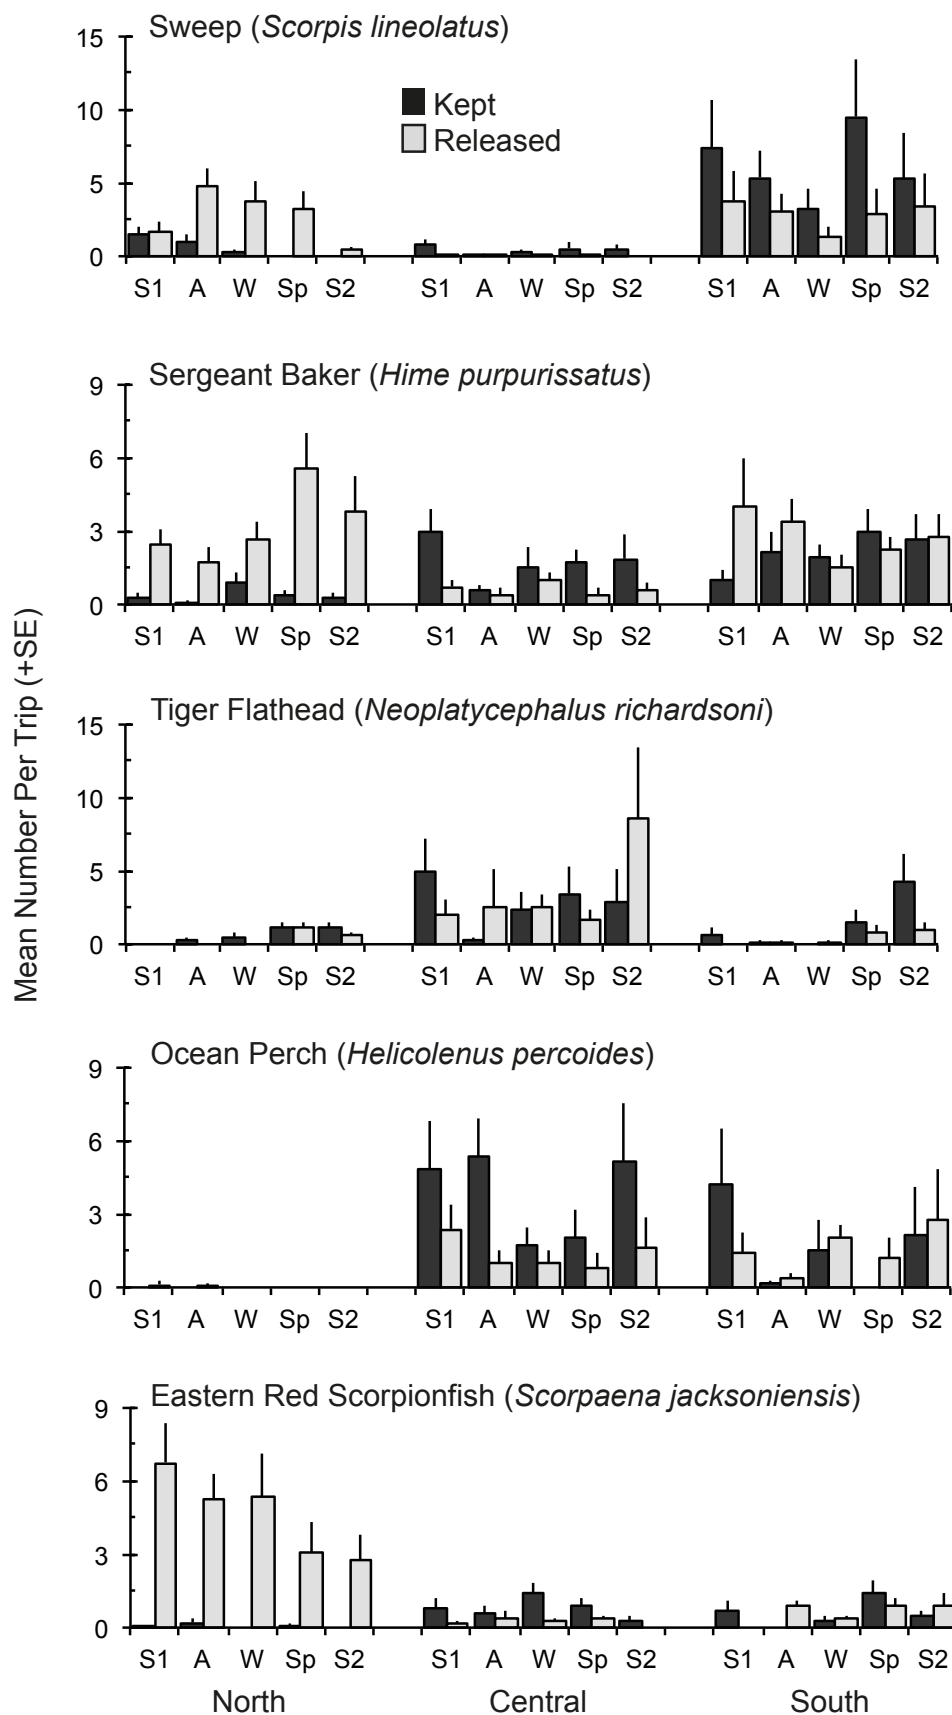 Mean Number Per Trip (+SE)
Sweep (Scorpis lineolatus)
Kept
Released
15
10
5
0
S1 A W Sp S2 S1 A W Sp S2 S1 A W Sp S2
Sergeant Baker (Hime purpurissatus)
9
6
3
0
S1 A W Sp S2 S1 A W Sp S2 S1 A W Sp S2
Tiger Flathead (Neoplatycephalus richardsoni)
15
10
5
0
S1 A W Sp S2 S1 A W Sp S2 S1 A W Sp S2
Ocean Perch (Helicolenus percoides)
9
6
3
0
S1 A W Sp S2 S1 A W Sp S2 S1 A W Sp S2
Eastern Red Scorpionfish (Scorpaena jacksoniensis)
9
6
3
0
S1 A W Sp S2 S1 A W Sp S2 S1 A W Sp S2
North Central South